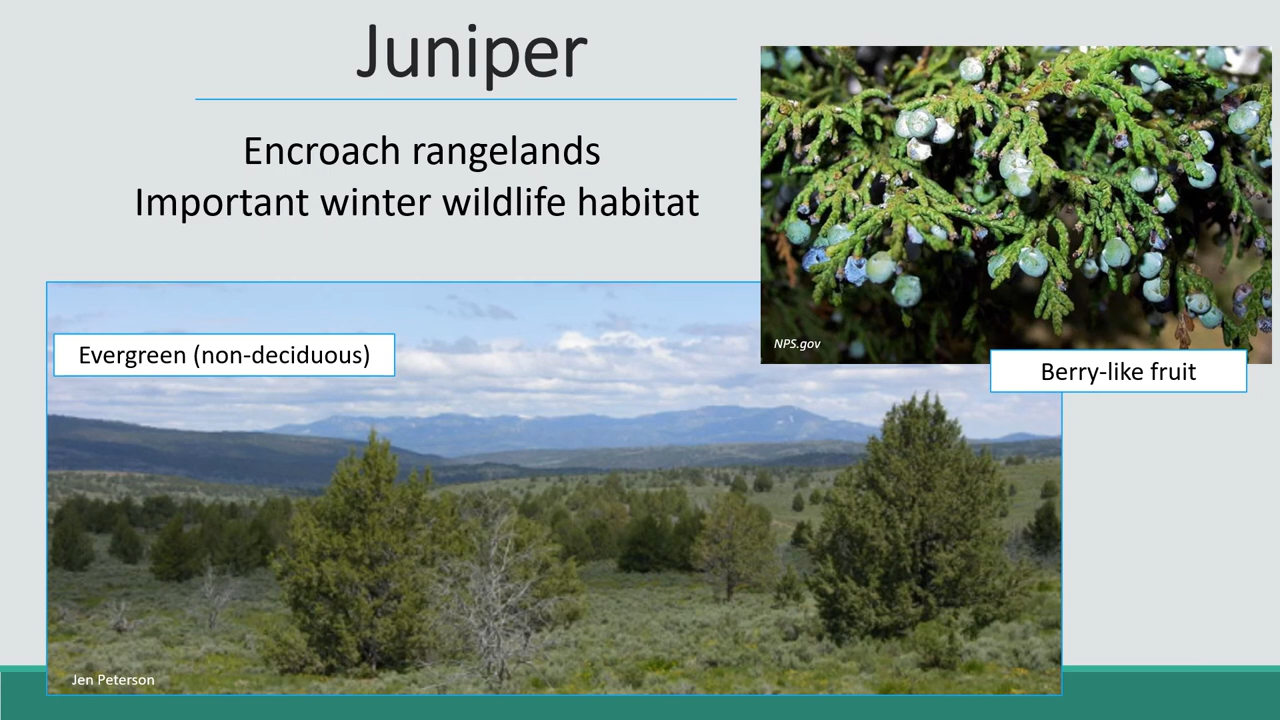 Juniper
Encroach rangelands
Important winter wildlife habitat
NPS.gov
Evergreen (non-deciduous)
Berry-like fruit
Jen Peterson